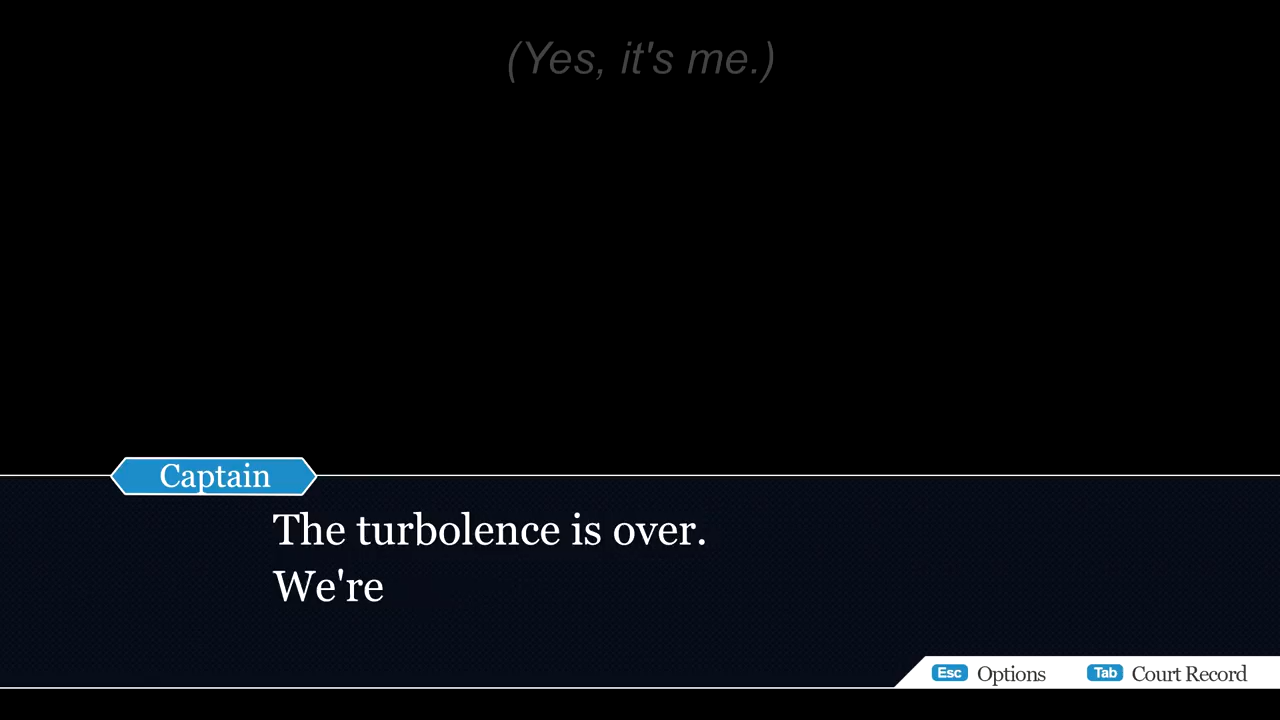 (Yes, it's me.)
Captain
The turbolence is over.
We're
Esc Options Tab Court Record